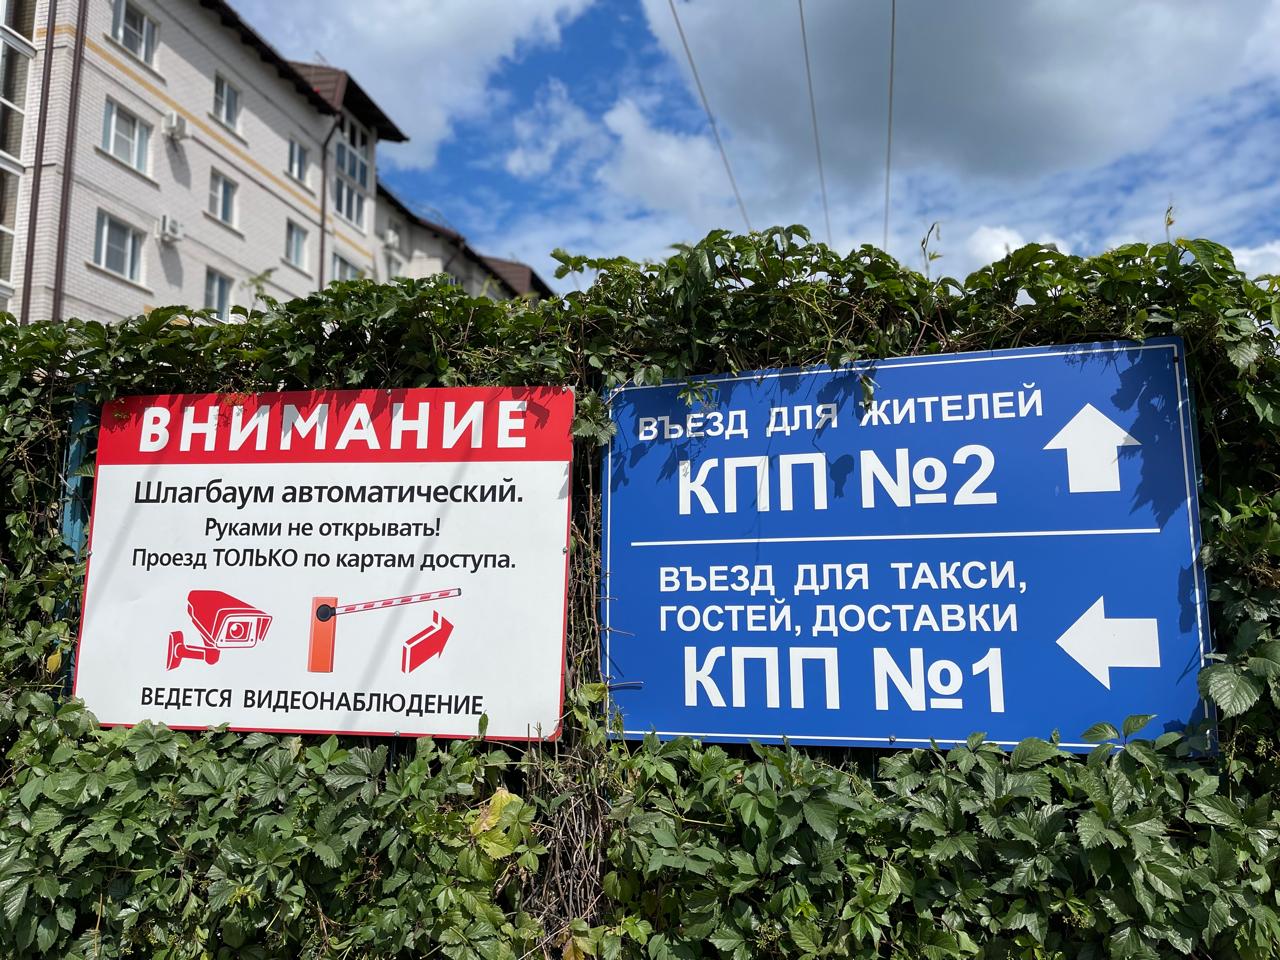 ВНИМАНИЕ
Шлагбаум автоматический.
Руками не открывать!
Проезд ТОЛЬКО по картам доступа.
ВЕДЕТСЯ ВИДЕОНАБЛЮДЕНИЕ
ВЪЕЗД ДЛЯ ЖИТЕЛЕЙ
КПП №2
ВЪЕЗД ДЛЯ ТАКСИ,
ГОСТЕЙ, ДОСТАВКИ
КПП №1